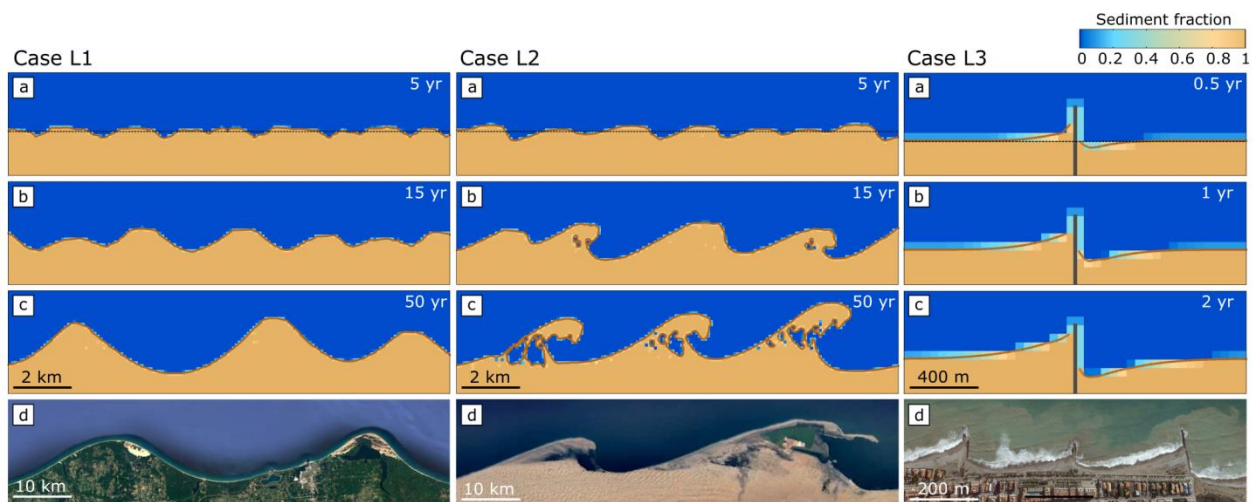 Sediment fraction
0 0.2 0.4 0.6 0.8 1
Case L1
Case L2
Case L3
a 5 yr
a 5 yr
a 0.5 yr
b 15 yr
b 15 yr
b 1 yr
c 50 yr
2 km
c 50 yr
2 km
c 2 yr
400 m
d
10 km
d
10 km
d
200 m